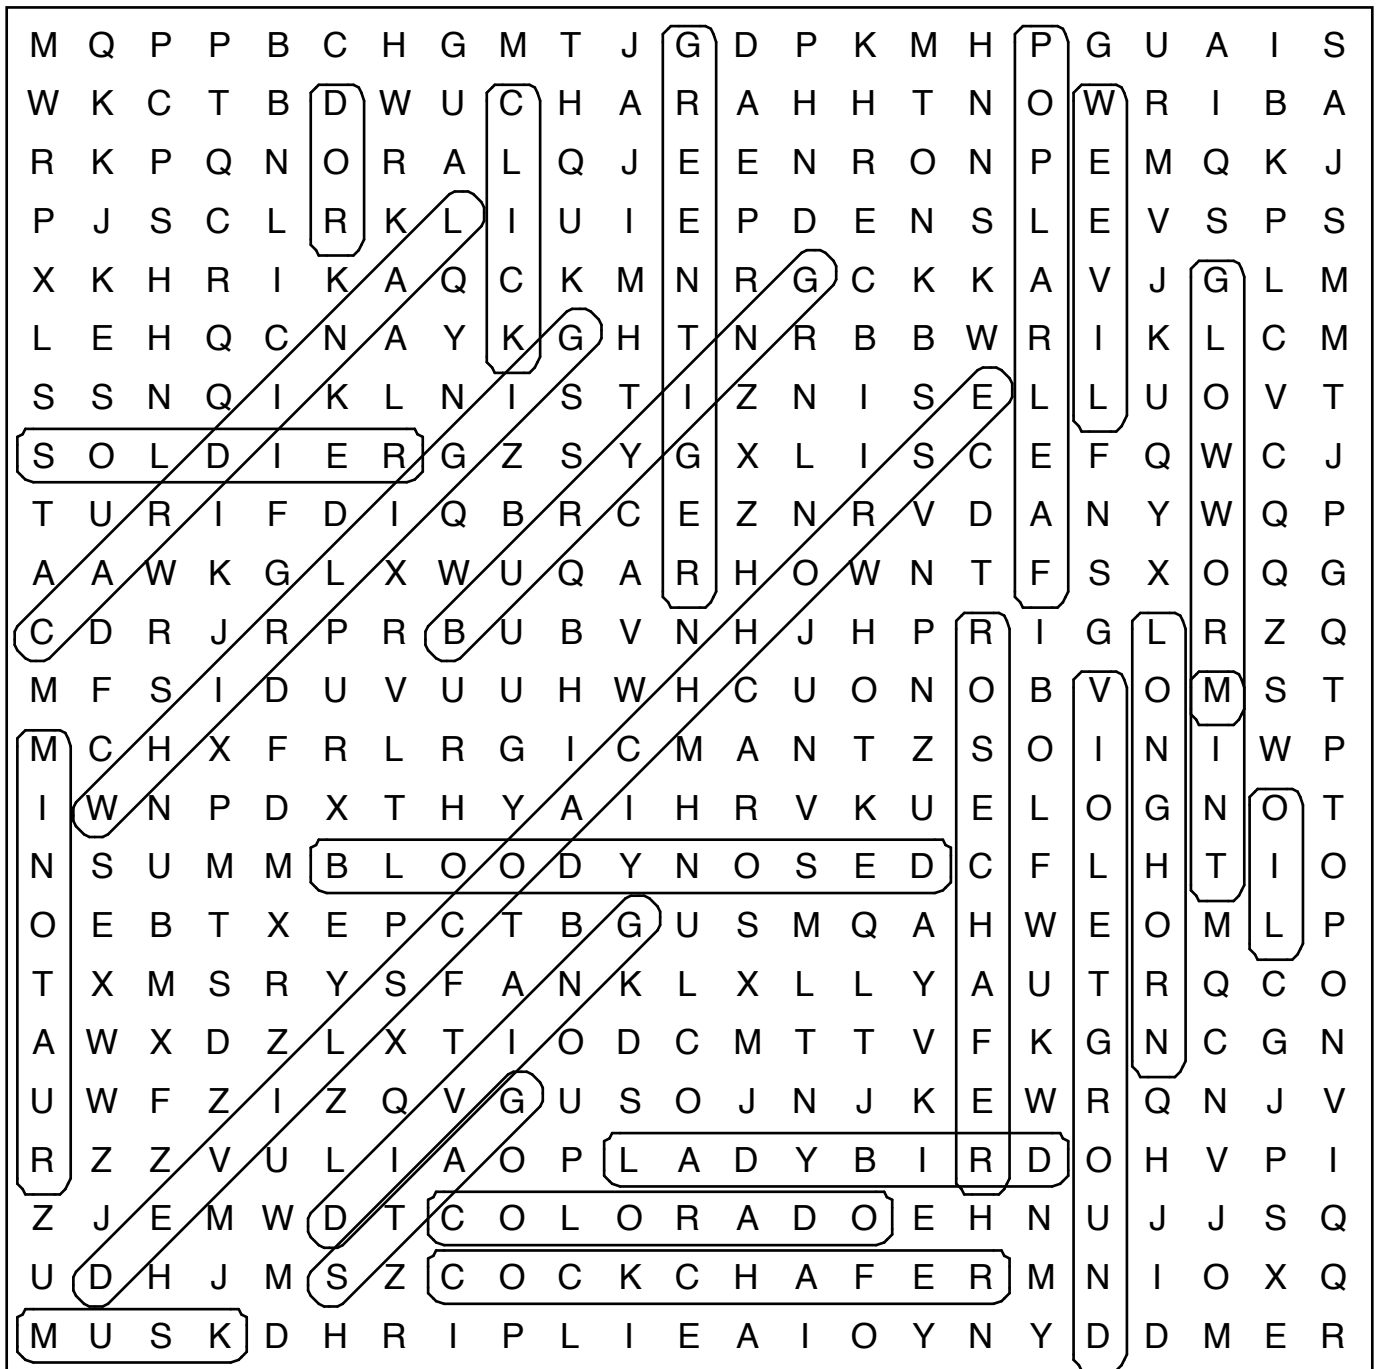 M Q P P B C H G M T J G D P K M H P G U A I S
W K C T B D W U C H A R A H H T N O W R I B A
R K P Q N O R A L Q J E E N R O N P E M Q K J
P J S C L R K L I U I E P D E N S L E V S P S
X K H R I K A Q C K M N R G C K K A V J G L M
L E H Q C N A Y K G H T N R B B W R I K L C M
S S N Q I K L N I S T I Z N I S E L L U O V T
S O L D I E R G Z S Y G X L I S C E F Q W C J
T U R I F D I Q B R C E Z N R V D A N Y W Q P
A A W K G L X W U Q A R H O W N T F S X O Q G
C D R J R P R B U B V N H J H P R I G L R Z Q
M F S I D U V U U H W H C U O N O B V O M S T
M C H X F R L R G I C M A N T Z S O I N I W P
I W N P D X T H Y A I H R V K U E L O G N O T
N S U M M B L O O D Y N O S E D C F L H T I O
O E B T X E P C T B G U S M Q A H W E O M L P
T X M S R Y S F A N K L X L L Y A U T R Q C O
A W X D Z L X T I O D C M T T V F K G N C G N
U W F Z I Z Q V G U S O J N J K E W R Q N J V
R Z Z V U L I A O P L A D Y B I R D O H V P I
Z J E M W D T C O L O R A D O E H N U J J S Q
U D H J M S Z C O C K C H A F E R M N I O X Q
M U S K D H R I P L I E A I O Y N Y D D M E R